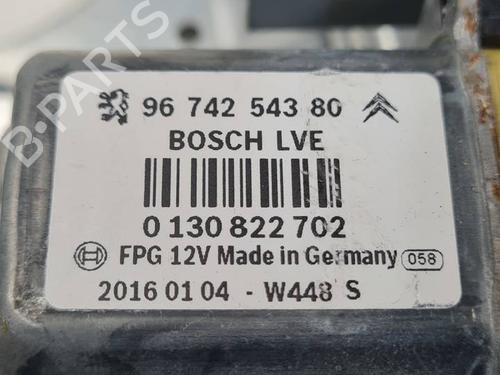 96 742 543 80
BOSCH LVE
0 130 822 702
FPG 12V Made in Germany 058
2016 01 04 - W448 S
B-PARTS